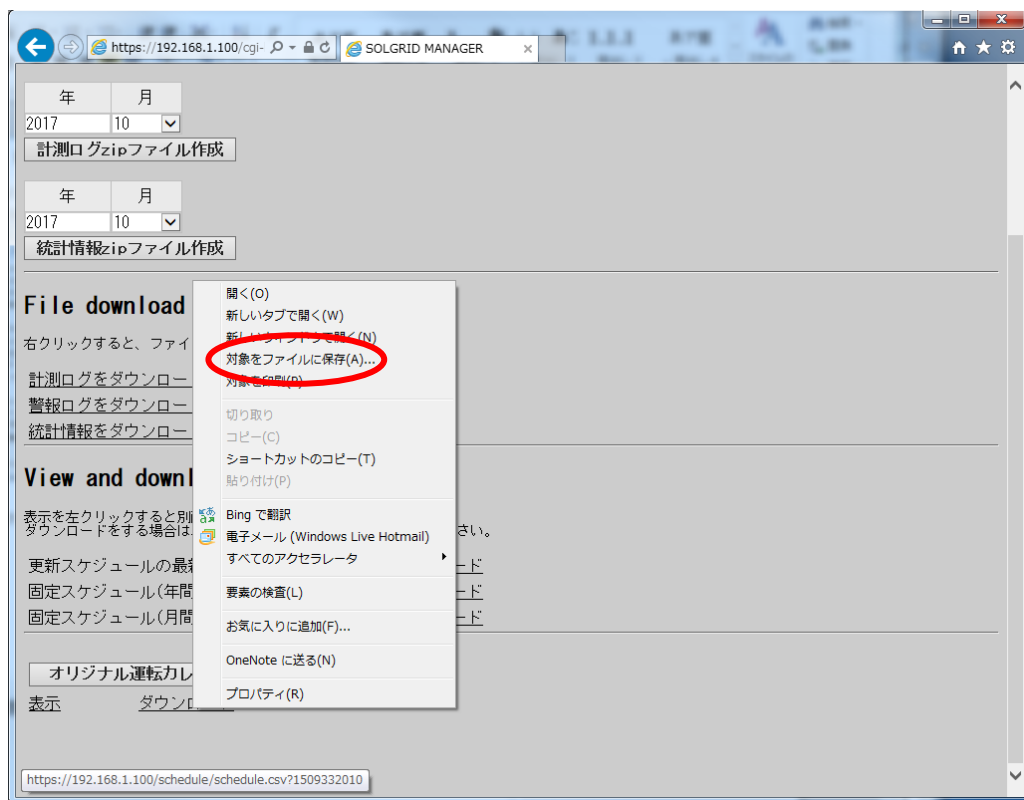 https://192.168.1.100/cgi-
SOLGRID MANAGER
年 月
2017 10
計測ログzipファイル作成
年 月
2017 10
統計情報zipファイル作成
File download
右クリックすると、ファイ
計測ログをダウンロー
警報ログをダウンロー
統計情報をダウンロー
View and downl
表示を左クリックすると別
ダウンロードをする場合は さい。
更新スケジュールの最 ード
固定スケジュール(年間 ード
固定スケジュール(月間 ード
オリジナル運転カレ
表示 ダウンロ
開く(O)
新しいタブで開く(W)
新しいウィンドウで開く(N)
対象をファイルに保存(A)...
対象を印刷(P)
切り取り
コピー(C)
ショートカットのコピー(T)
貼り付け(P)
Bing で翻訳
電子メール (Windows Live Hotmail)
すべてのアクセラレータ
要素の検査(L)
お気に入りに追加(F)...
OneNote に送る(N)
プロパティ(R)
https://192.168.1.100/schedule/schedule.csv?1509332010